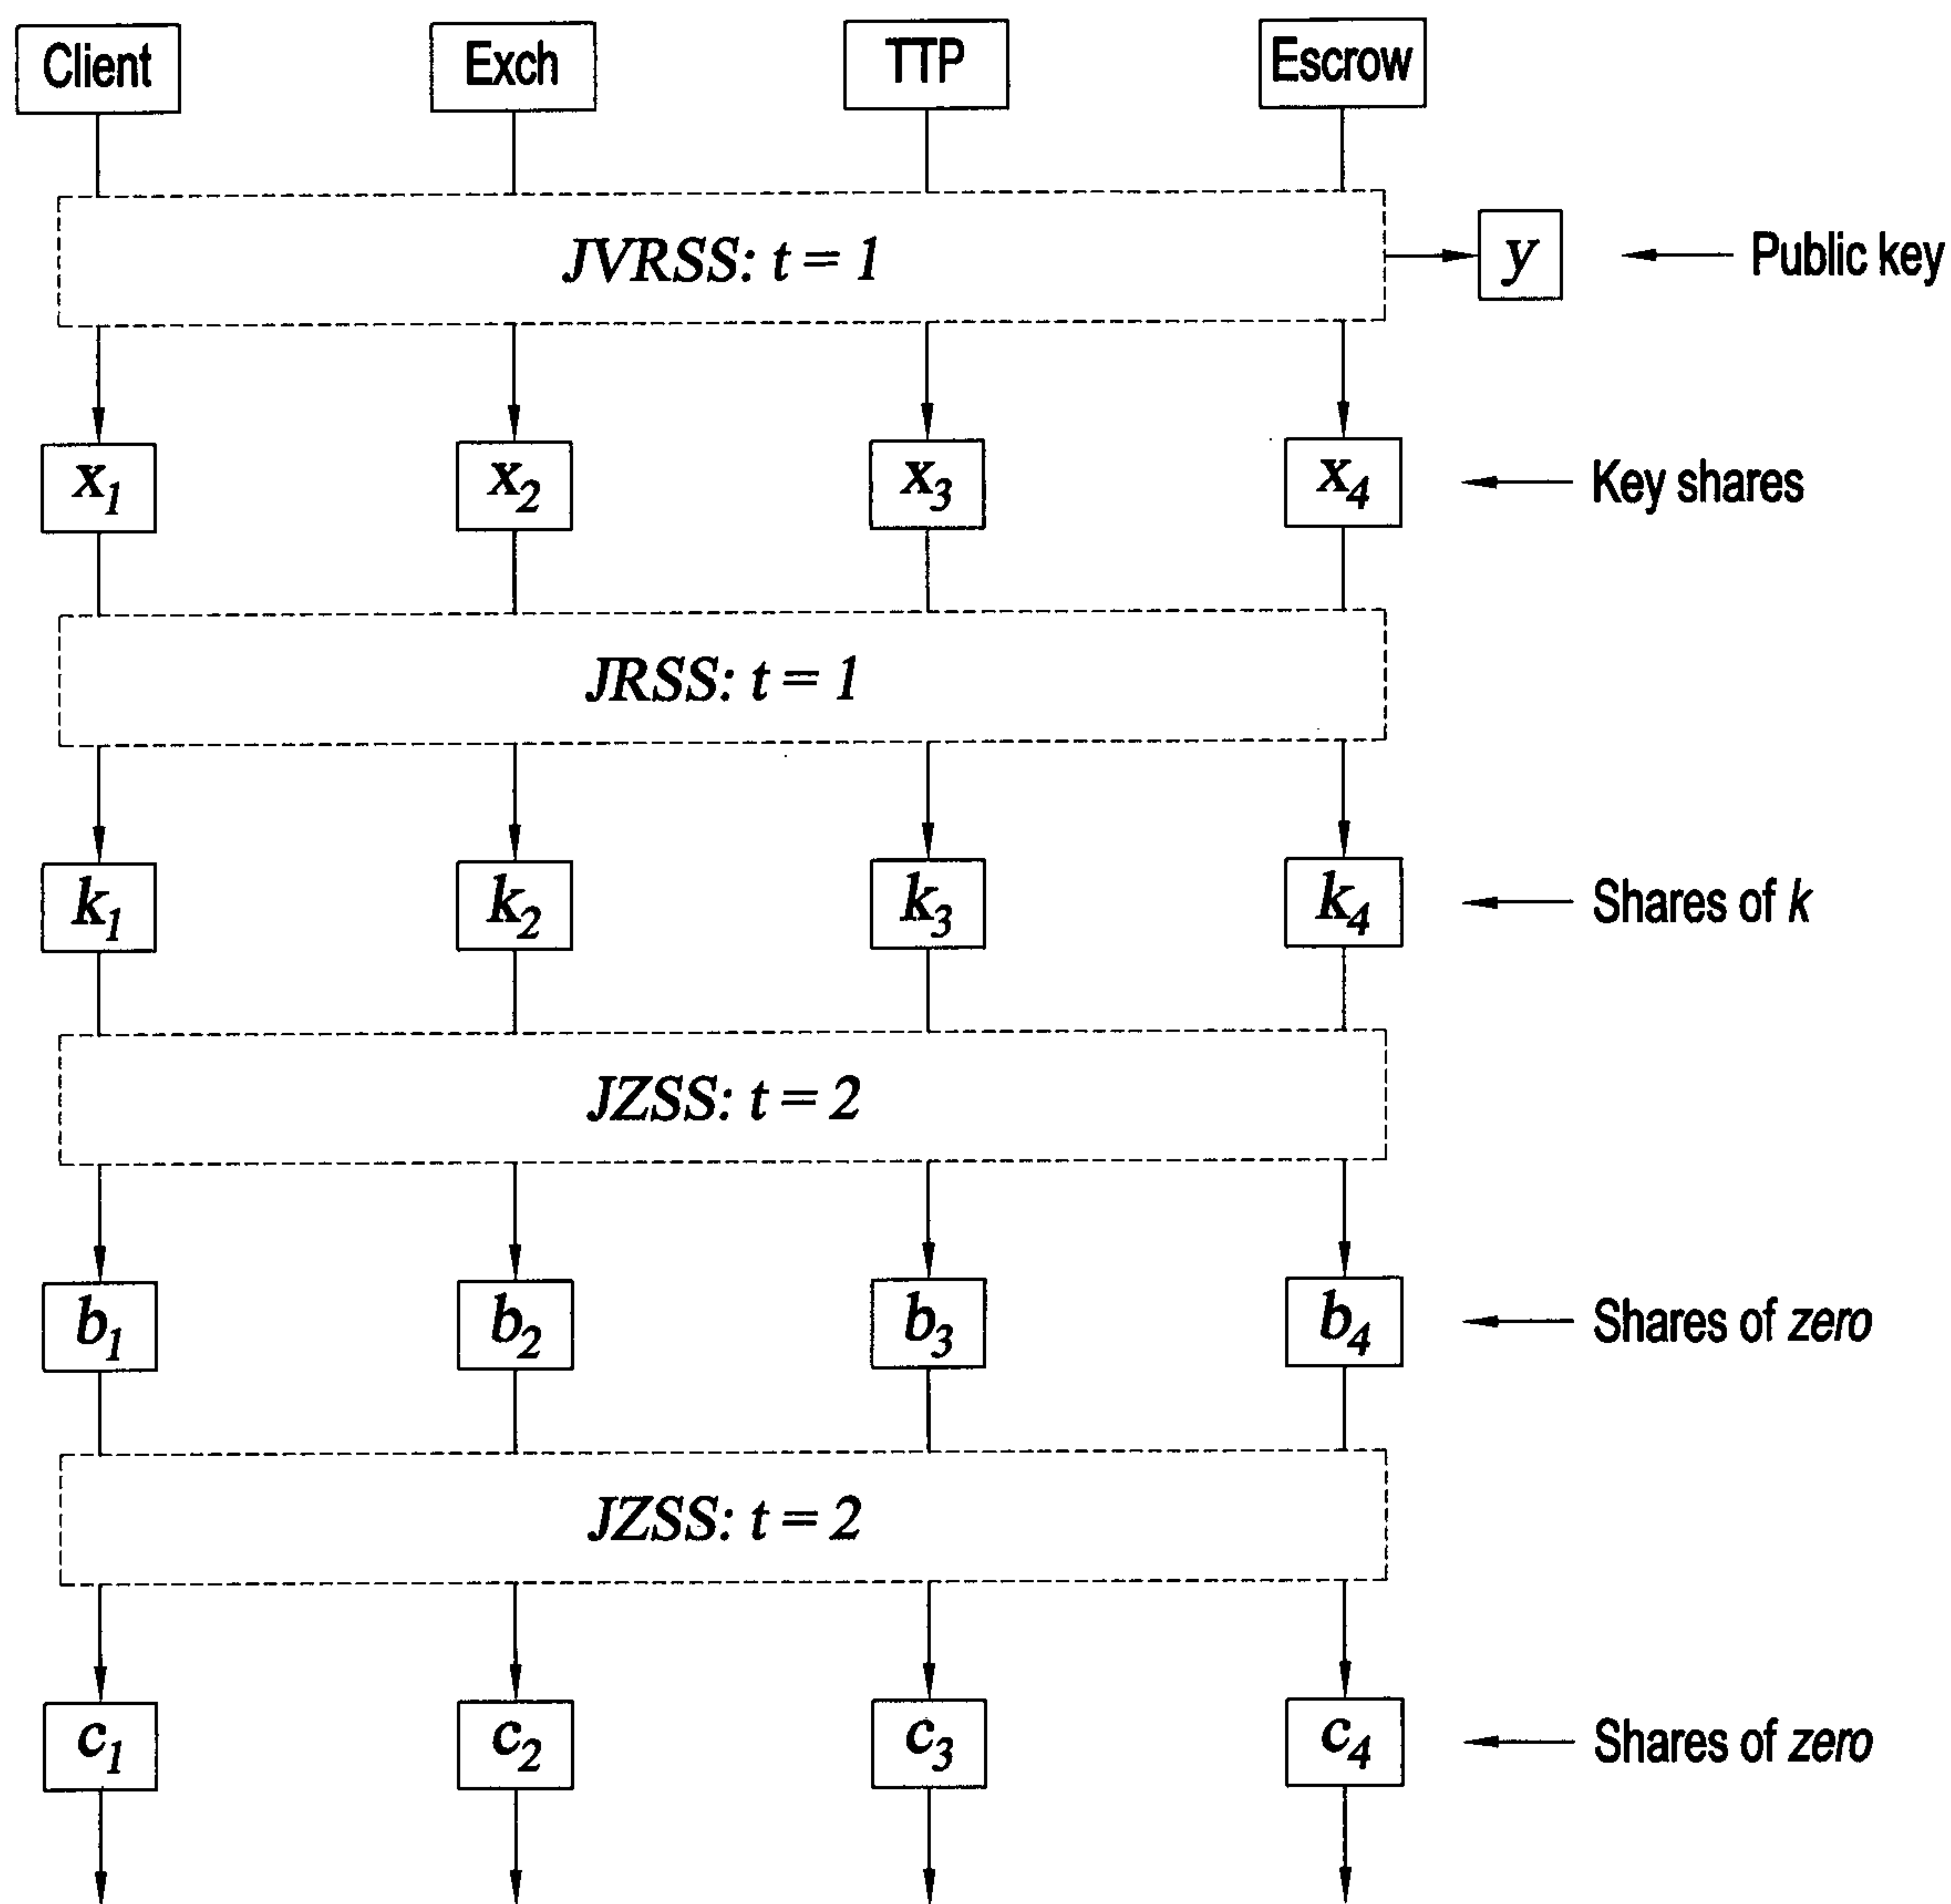 Client Exch TTP Escrow
JVRSS: t = 1
y
Public key
x1 x2 x3 x4
Key shares
JRSS: t = 1
k1 k2 k3 k4
Shares of k
JZSS: t = 2
b1 b2 b3 b4
Shares of zero
JZSS: t = 2
c1 c2 c3 c4
Shares of zero